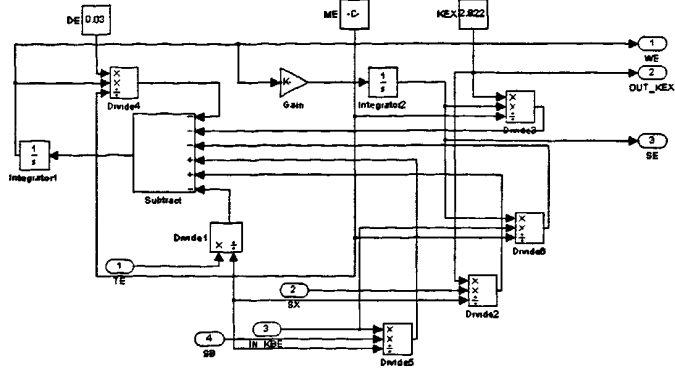 DE
0.03
ME
-C-
KEX
2.822
1
WE
2
OUT_KEX
×
×
÷
Divide4
K-
Gain
1
s
Integrator2
×
×
÷
Divide3
3
SE
1
s
Integrator1
−
−
−
+
+
−
Subtract
Divide1
×
÷
1
TE
×
×
÷
Divide6
2
SX
×
×
÷
Divide2
3
IN_KBE
4
SB
×
×
÷
Divide5